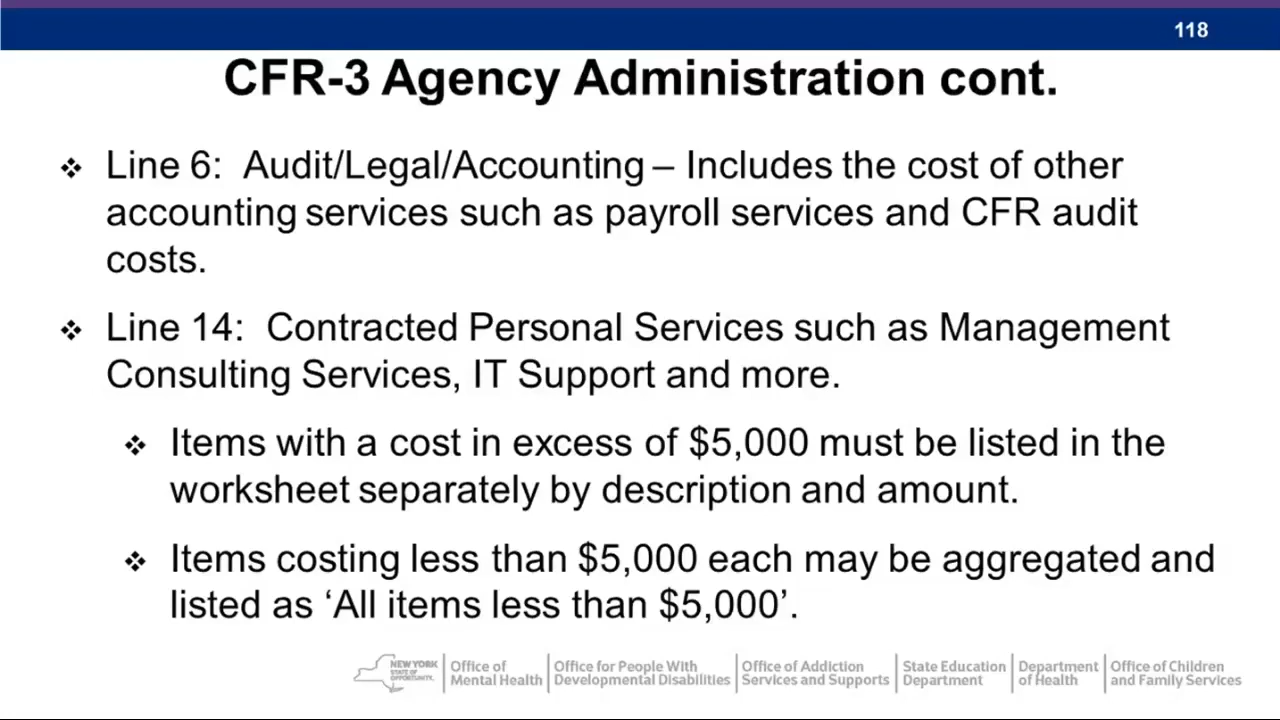 118
CFR-3 Agency Administration cont.
❖ Line 6: Audit/Legal/Accounting – Includes the cost of other
accounting services such as payroll services and CFR audit
costs.
❖ Line 14: Contracted Personal Services such as Management
Consulting Services, IT Support and more.
❖ Items with a cost in excess of $5,000 must be listed in the
worksheet separately by description and amount.
❖ Items costing less than $5,000 each may be aggregated and
listed as ‘All items less than $5,000’.
NEW YORK
STATE OF
OPPORTUNITY.
Office of
Mental Health
Office for People With
Developmental Disabilities
Office of Addiction
Services and Supports
State Education
Department
Department
of Health
Office of Children
and Family Services